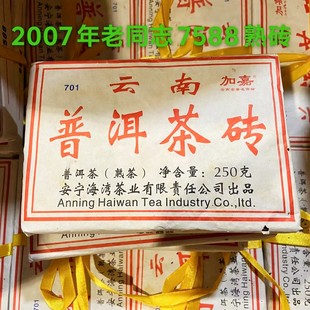 2007年老同志7588熟砖
701
云南
加嘉
普洱茶砖
普洱茶(熟茶) 净含量:250克
安宁海湾茶业有限责任公司出品
Anning Haiwan Tea Industry Co.,ltd.